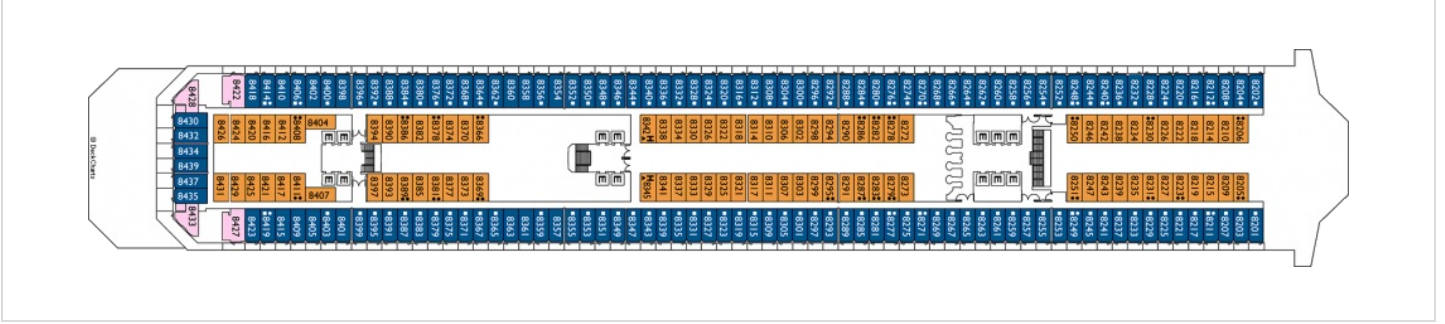 8428 8422 8418 8414 8410 8406 8402 8400 8398 8396 8392 8388 8384 8380 8376 8372 8368 8364 8362 8360 8358 8356 8354 8352 8350 8348 8346 8344 8340 8336 8332 8328 8324 8320 8316 8312 8308 8304 8300 8296 8292 8288 8284 8280 8276 8274 8270 8268 8266 8264 8262 8260 8258 8256 8254 8252 8248 8244 8240 8236 8232 8228 8224 8220 8216 8212 8208 8204 8202
8430 8426 8424 8420 8416 8412 8408 8404 8394 8390 8386 8382 8378 8374 8370 8366 8342 H 8338 8334 8330 8326 8322 8318 8314 8310 8306 8302 8298 8294 8290 8286 8282 8278 8250 8246 8242 8238 8234 8230 8226 8222 8218 8214 8210 8206
8432
E E E E E E
© DeckCharts
8434
8439
E E E E E E
8437 8431 8429 8425 8421 8417 8411 8397 8393 8389 8385 8381 8377 8373 8369 8345 H 8341 8337 8333 8329 8325 8321 8317 8311 8307 8303 8299 8295 8291 8287 8283 8279 8273 8251 8247 8243 8239 8235 8231 8227 8223 8219 8215 8209 8205
8435 8407
8433 8427 8423 8419 8415 8409 8405 8403 8401 8399 8395 8391 8387 8383 8379 8375 8371 8367 8365 8363 8361 8359 8357 8355 8353 8351 8349 8347 8343 8339 8335 8331 8327 8323 8319 8315 8309 8305 8301 8297 8293 8289 8285 8281 8277 8275 8271 8269 8267 8265 8263 8261 8259 8257 8255 8253 8249 8245 8241 8237 8233 8229 8225 8221 8217 8211 8207 8203 8201